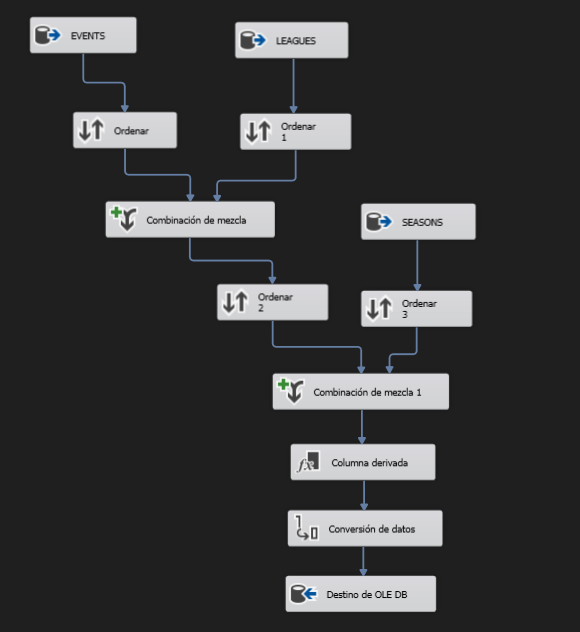 EVENTS
LEAGUES
Ordenar
Ordenar
1
Combinación de mezcla
SEASONS
Ordenar
2
Ordenar
3
Combinación de mezcla 1
Columna derivada
Conversión de datos
Destino de OLE DB